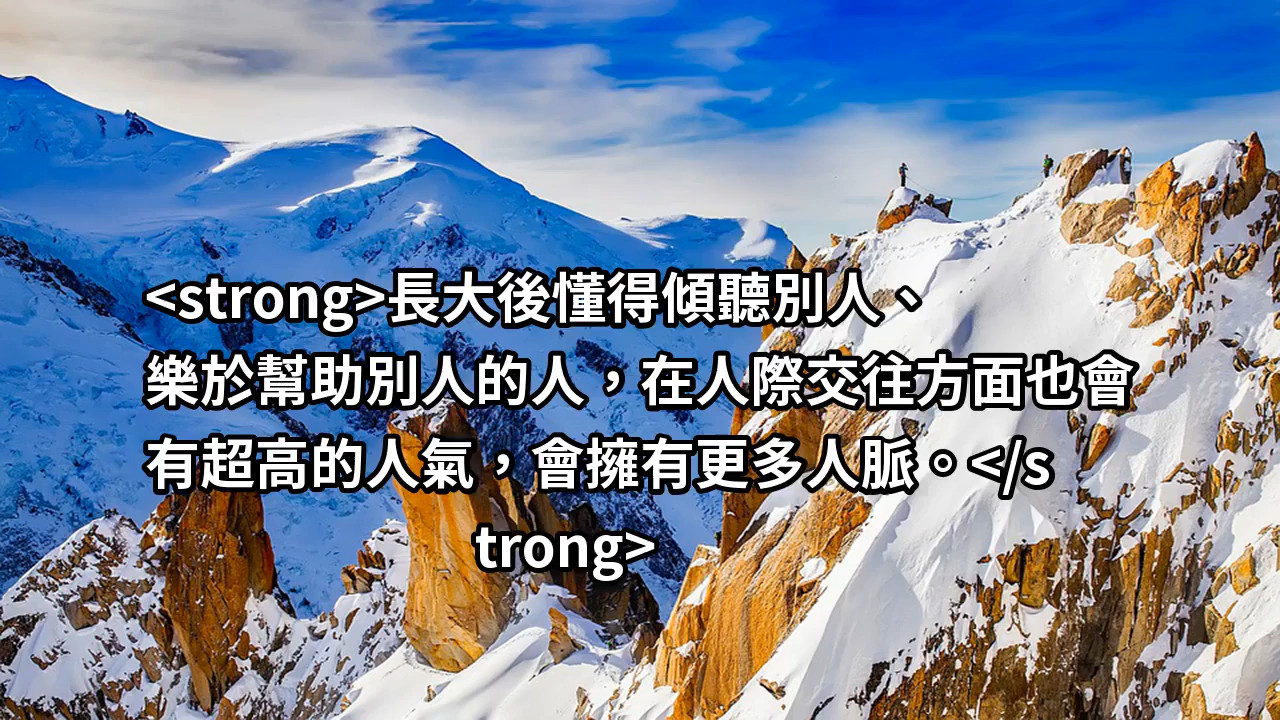 <strong>長大後懂得傾聽別人、
樂於幫助別人的人，在人際交往方面也會
有超高的人氣，會擁有更多人脈。</s
trong>